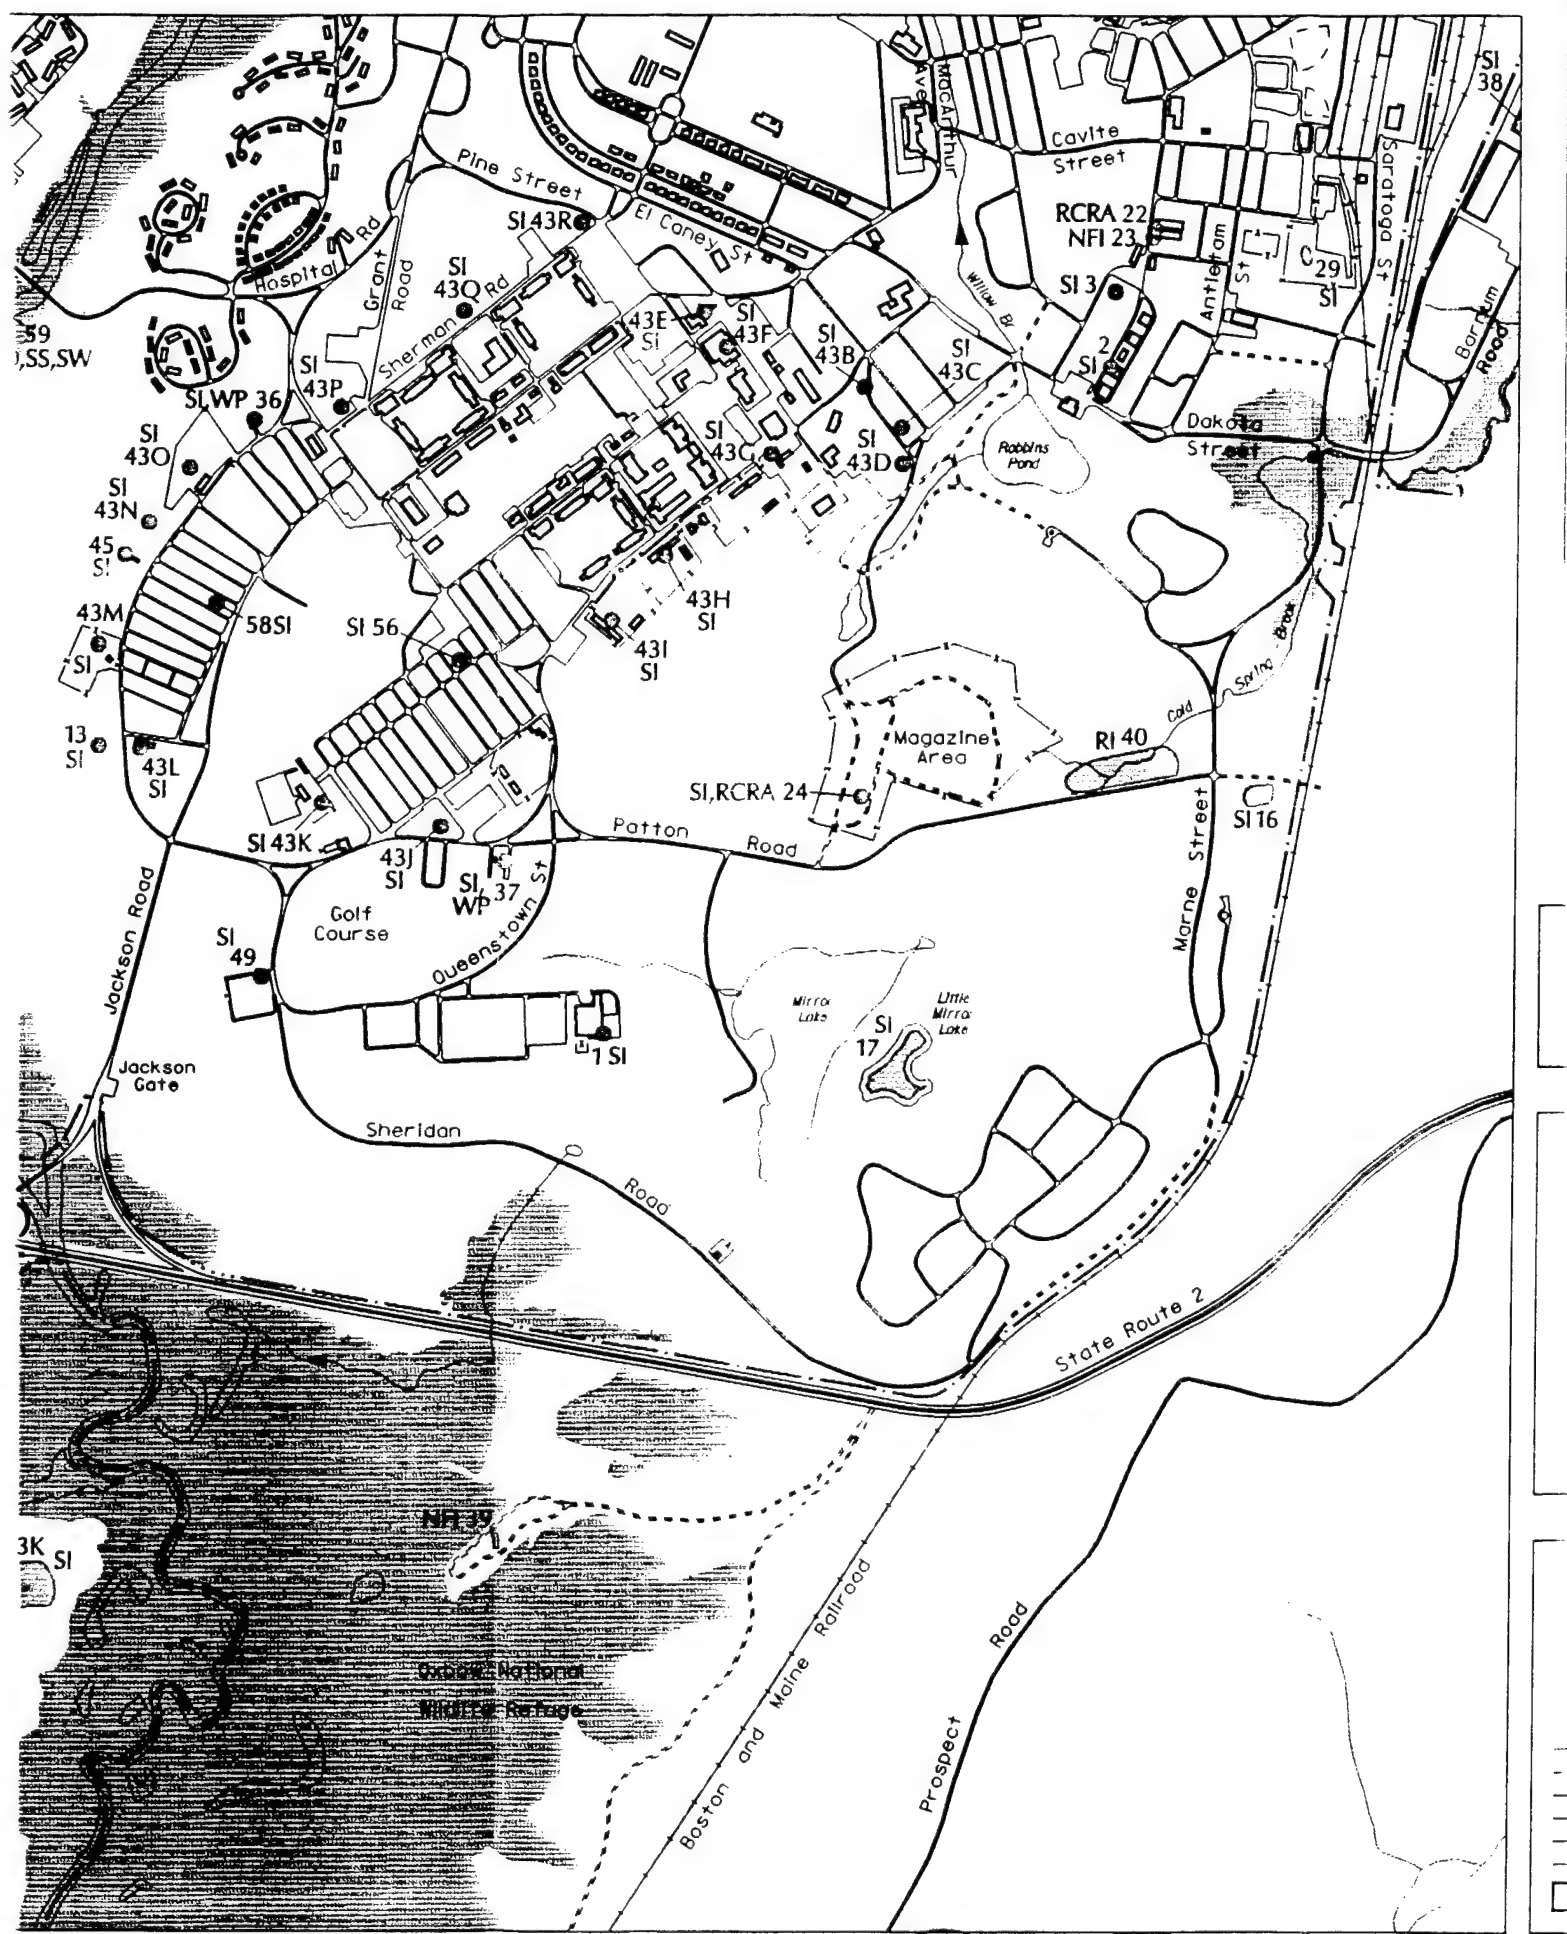 SI
38
MacArthur
Ave
Cavite
Street
Saratoga St
Pine Street
SI 43R
El Caney St
RCRA 22
NFI 23
Antietam
St
C
29
SI
Hospital Rd
Grant
Road
SI
43Q
Sherman Rd
Willow Br
SI 3
Barnum
Road
59
),SS,SW
43E
SI
SI
43F
SI
43B
SI
43C
2
SI
SI
43P
SI,WP 36
SI
43O
SI
43G
SI
43D
Robbins
Pond
Dakota
Street
SI
43N
45
SI
43M
SI
58SI
SI 56
43H
SI
43I
SI
Cold Spring Brook
13
SI
43L
SI
Magazine
Area
RI 40
SI,RCRA 24
SI 16
SI 43K
43J
SI
SI
WP
37
Patton Road
Marne Street
Jackson Road
Golf
Course
Queenstown St
SI
49
1 SI
Mirror
Lake
Little
Mirror
Lake
SI
17
Jackson
Gate
Sheridan Road
State Route 2
NFI 39
3K
SI
Oxbow National
Wildlife Refuge
Boston and Maine Railroad
Prospect Road